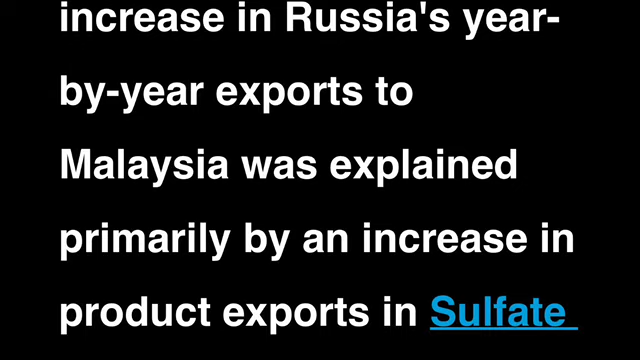 increase in Russia's year-
by-year exports to
Malaysia was explained
primarily by an increase in
product exports in Sulfate